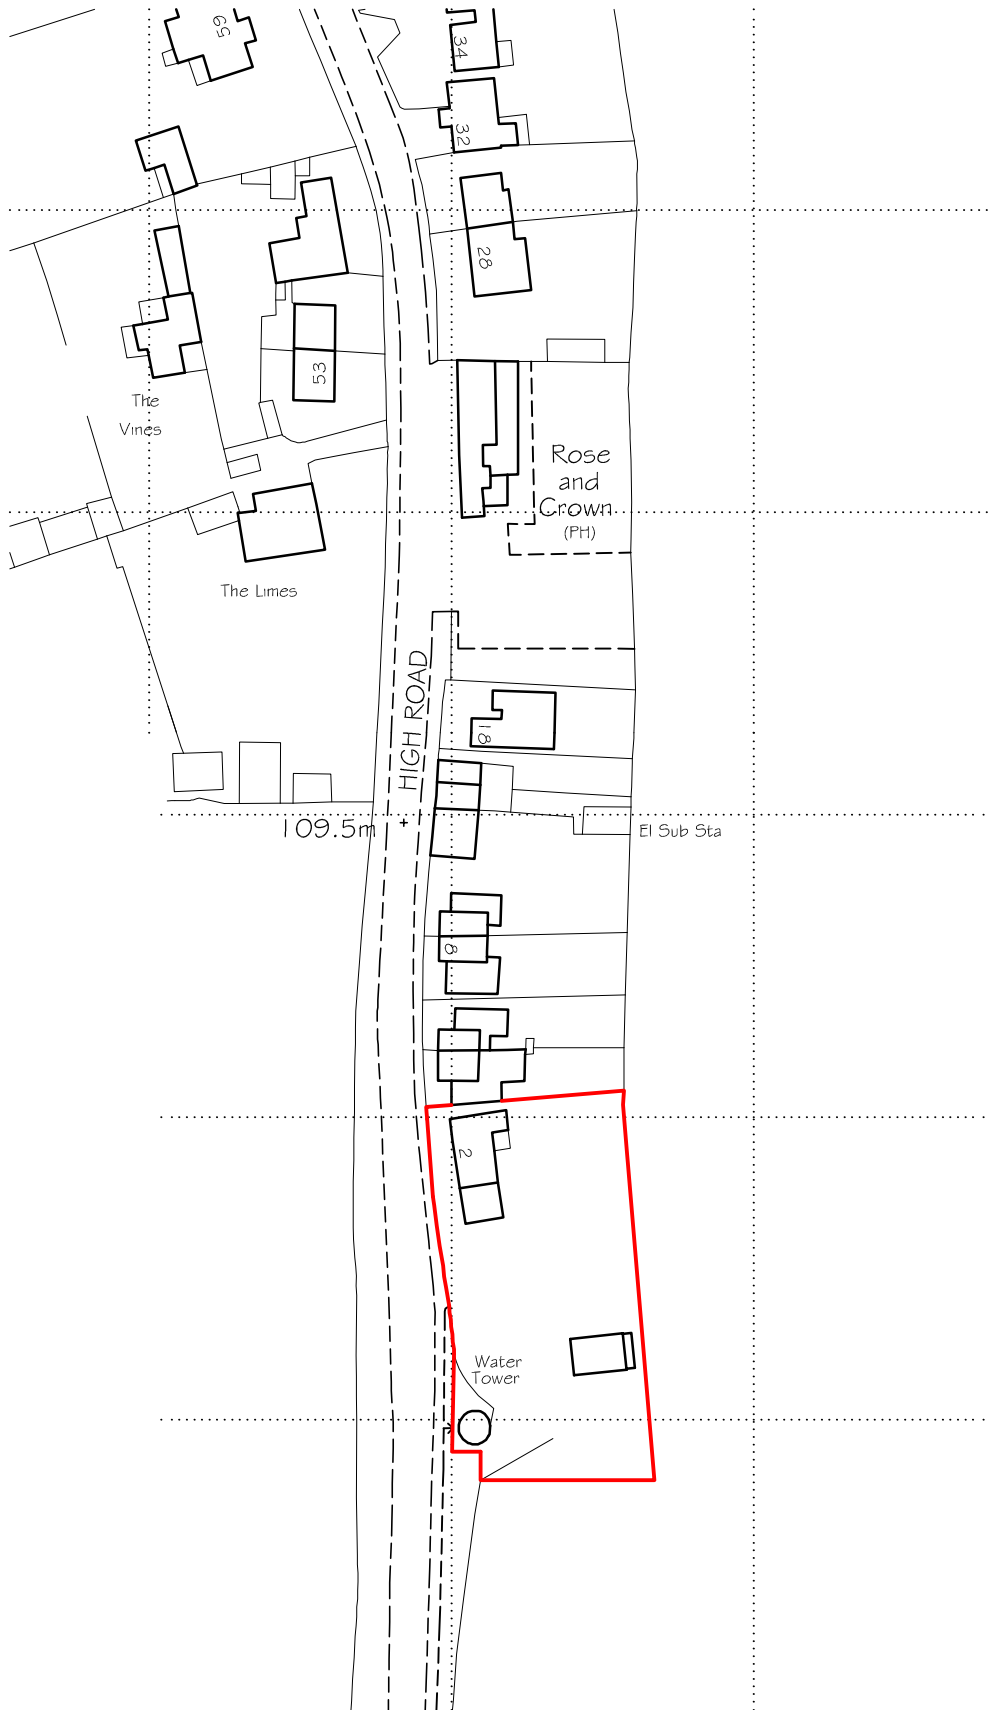 65
34
32
28
53
The
Vines
Rose
and
Crown
(PH)
The Limes
HIGH ROAD
18
109.5m
El Sub Sta
8
2
Water
Tower